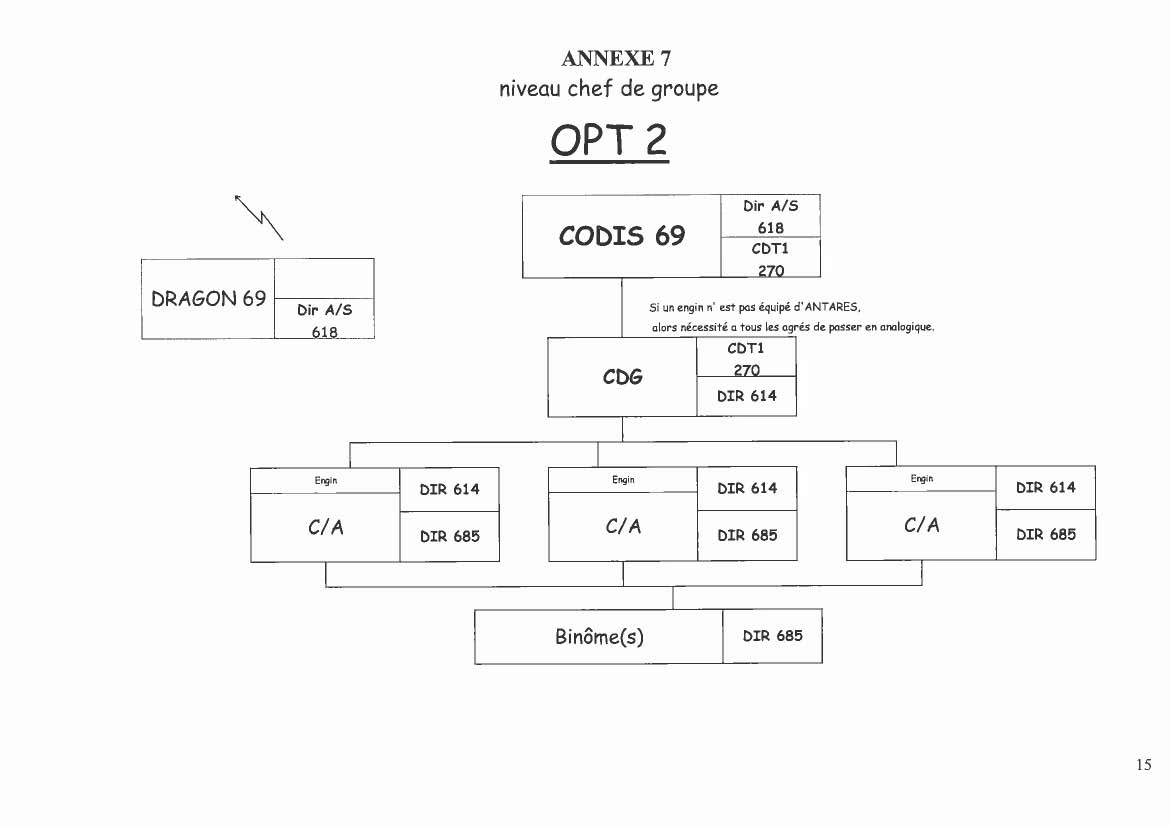 ANNEXE 7
niveau chef de groupe
OPT 2
CODIS 69
Dir A/S
618
CDT1
270
DRAGON 69
Dir A/S
618
Si un engin n' est pas équipé d'ANTARES,
alors nécessité a tous les agrés de passer en analogique.
CDG
CDT1
270
DIR 614
Engin
C/A
DIR 614
DIR 685
Engin
C/A
DIR 614
DIR 685
Engin
C/A
DIR 614
DIR 685
Binôme(s)
DIR 685
15